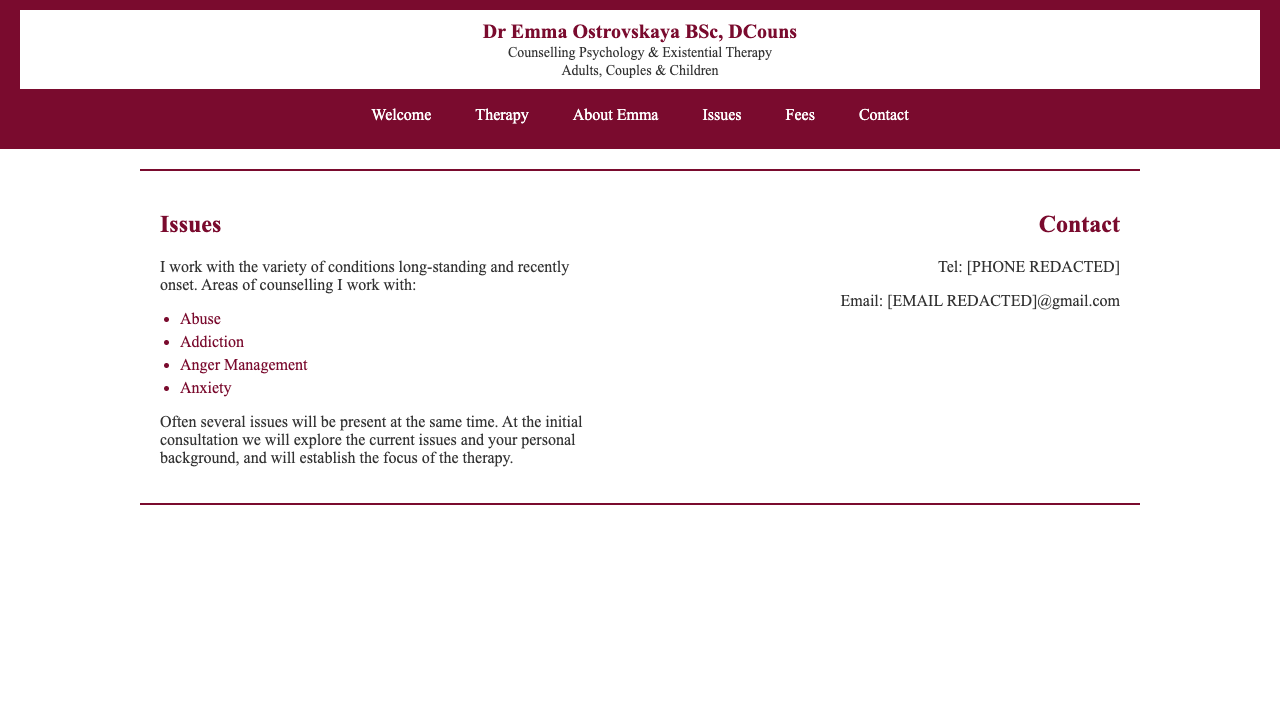 Dr Emma Ostrovskaya BSc, DCouns
Counselling Psychology & Existential Therapy
Adults, Couples & Children
Welcome Therapy About Emma Issues Fees Contact
Issues
I work with the variety of conditions long-standing and recently
onset. Areas of counselling I work with:
Abuse
Addiction
Anger Management
Anxiety
Often several issues will be present at the same time. At the initial
consultation we will explore the current issues and your personal
background, and will establish the focus of the therapy.
Contact
Tel: [PHONE REDACTED]
Email: [EMAIL REDACTED]@gmail.com